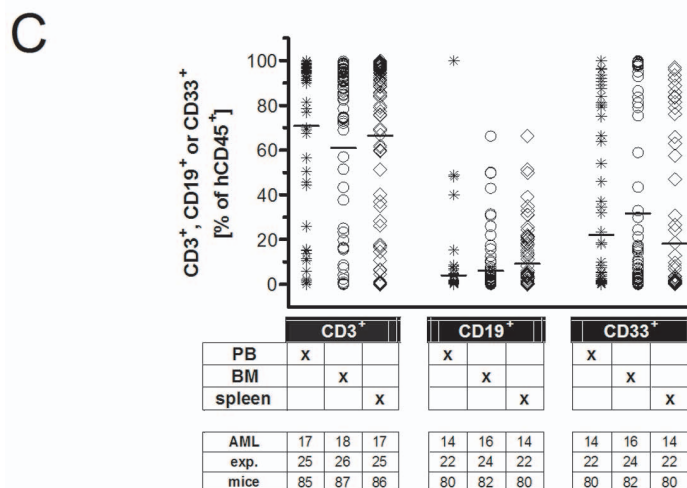 C
CD3+, CD19+ or CD33+
[% of hCD45+]
100
80
60
40
20
0
CD3+ CD19+ CD33+
PB x x x
BM x x x
spleen x x x
AML 17 18 17 14 16 14 14 16 14
exp. 25 26 25 22 24 22 22 24 22
mice 85 87 86 80 82 80 80 82 80